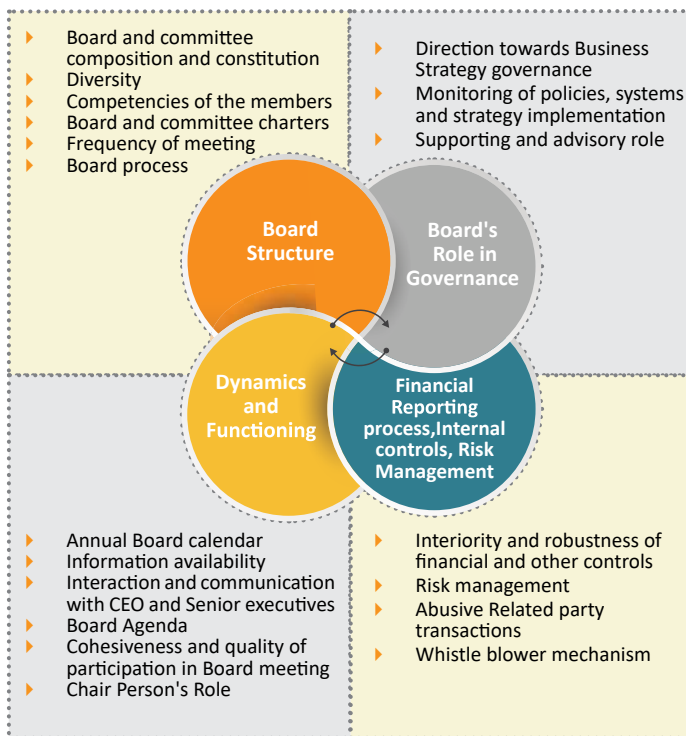 Board and committee
composition and constitution
Diversity
Competencies of the members
Board and committee charters
Frequency of meeting
Board process
Direction towards Business
Strategy governance
Monitoring of policies, systems
and strategy implementation
Supporting and advisory role
Board
Structure
Board's
Role in
Governance
Dynamics
and
Functioning
Financial
Reporting
process,Internal
controls, Risk
Management
Annual Board calendar
Information availability
Interaction and communication
with CEO and Senior executives
Board Agenda
Cohesiveness and quality of
participation in Board meeting
Chair Person's Role
Interiority and robustness of
financial and other controls
Risk management
Abusive Related party
transactions
Whistle blower mechanism